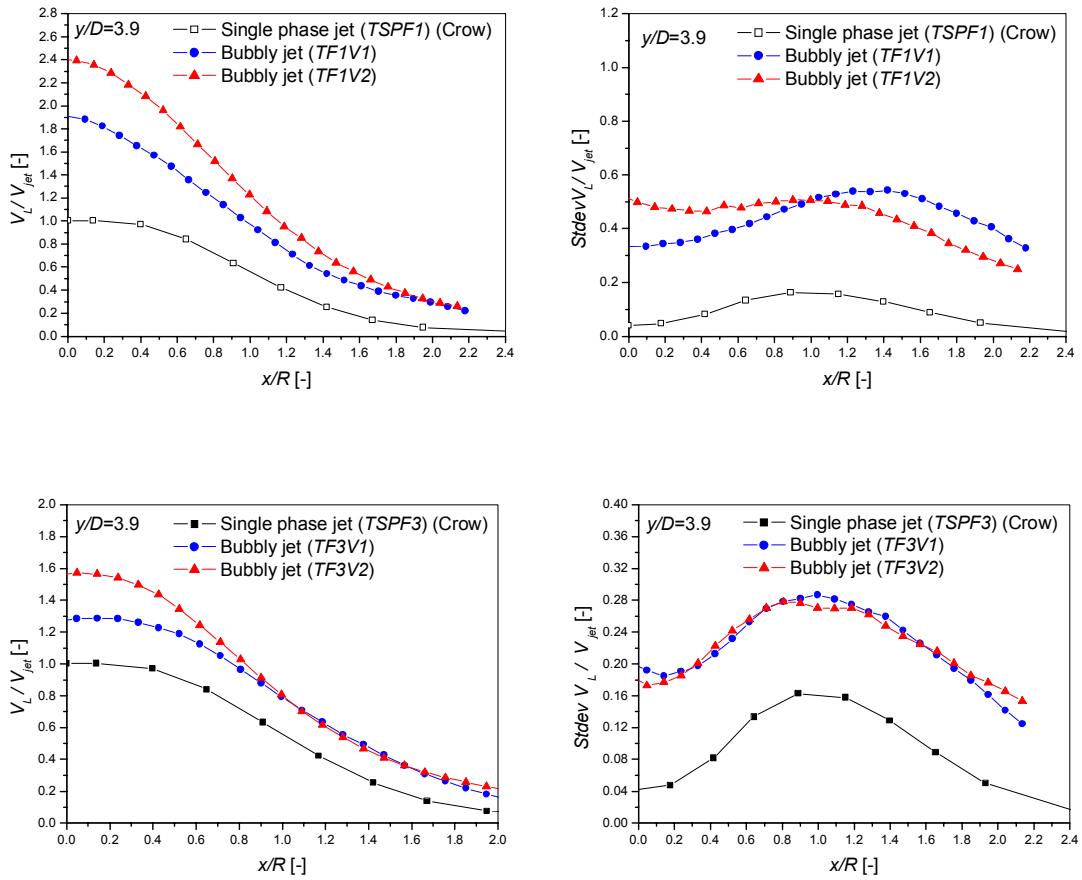 y/D=3.9
Single phase jet (TSPF1) (Crow)
Bubbly jet (TF1V1)
Bubbly jet (TF1V2)
V_L / V_jet [-]
2.8
2.6
2.4
2.2
2.0
1.8
1.6
1.4
1.2
1.0
0.8
0.6
0.4
0.2
0.0
0.0 0.2 0.4 0.6 0.8 1.0 1.2 1.4 1.6 1.8 2.0 2.2 2.4
x/R [-]
y/D=3.9
Single phase jet (TSPF1) (Crow)
Bubbly jet (TF1V1)
Bubbly jet (TF1V2)
StdevV_L / V_jet [-]
1.2
1.0
0.8
0.6
0.4
0.2
0.0
0.0 0.2 0.4 0.6 0.8 1.0 1.2 1.4 1.6 1.8 2.0 2.2 2.4
x/R [-]
y/D=3.9
Single phase jet (TSPF3) (Crow)
Bubbly jet (TF3V1)
Bubbly jet (TF3V2)
V_L / V_jet [-]
2.0
1.8
1.6
1.4
1.2
1.0
0.8
0.6
0.4
0.2
0.0
0.0 0.2 0.4 0.6 0.8 1.0 1.2 1.4 1.6 1.8 2.0
x/R [-]
y/D=3.9
Single phase jet (TSPF3) (Crow)
Bubbly jet (TF3V1)
Bubbly jet (TF3V2)
Stdev V_L / V_jet [-]
0.40
0.36
0.32
0.28
0.24
0.20
0.16
0.12
0.08
0.04
0.00
0.0 0.2 0.4 0.6 0.8 1.0 1.2 1.4 1.6 1.8 2.0 2.2 2.4
x/R [-]